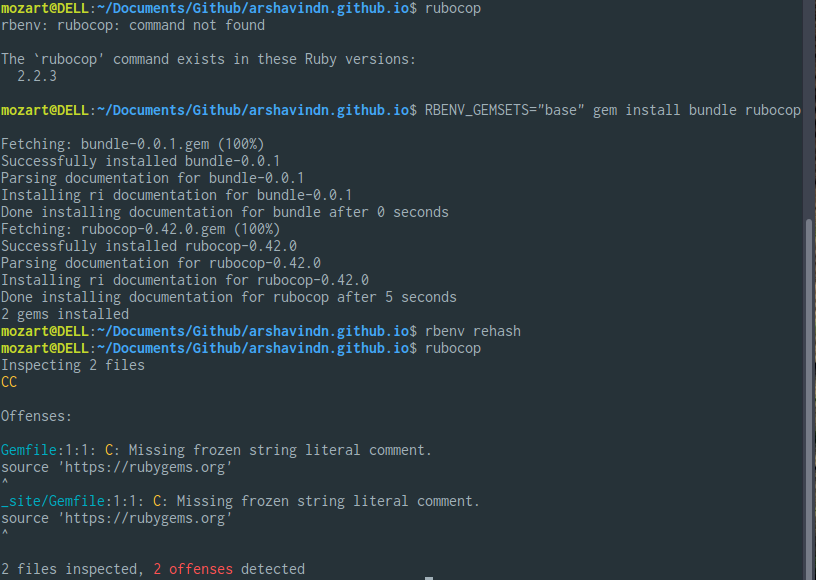 mozart@DELL:~/Documents/Github/arshavindn.github.io$ rubocop
rbenv: rubocop: command not found
The `rubocop' command exists in these Ruby versions:
  2.2.3
mozart@DELL:~/Documents/Github/arshavindn.github.io$ RBENV_GEMSETS="base" gem install bundle rubocop
Fetching: bundle-0.0.1.gem (100%)
Successfully installed bundle-0.0.1
Parsing documentation for bundle-0.0.1
Installing ri documentation for bundle-0.0.1
Done installing documentation for bundle after 0 seconds
Fetching: rubocop-0.42.0.gem (100%)
Successfully installed rubocop-0.42.0
Parsing documentation for rubocop-0.42.0
Installing ri documentation for rubocop-0.42.0
Done installing documentation for rubocop after 5 seconds
2 gems installed
mozart@DELL:~/Documents/Github/arshavindn.github.io$ rbenv rehash
mozart@DELL:~/Documents/Github/arshavindn.github.io$ rubocop
Inspecting 2 files
CC
Offenses:
Gemfile:1:1: C: Missing frozen string literal comment.
source 'https://rubygems.org'
^
_site/Gemfile:1:1: C: Missing frozen string literal comment.
source 'https://rubygems.org'
^
2 files inspected, 2 offenses detected